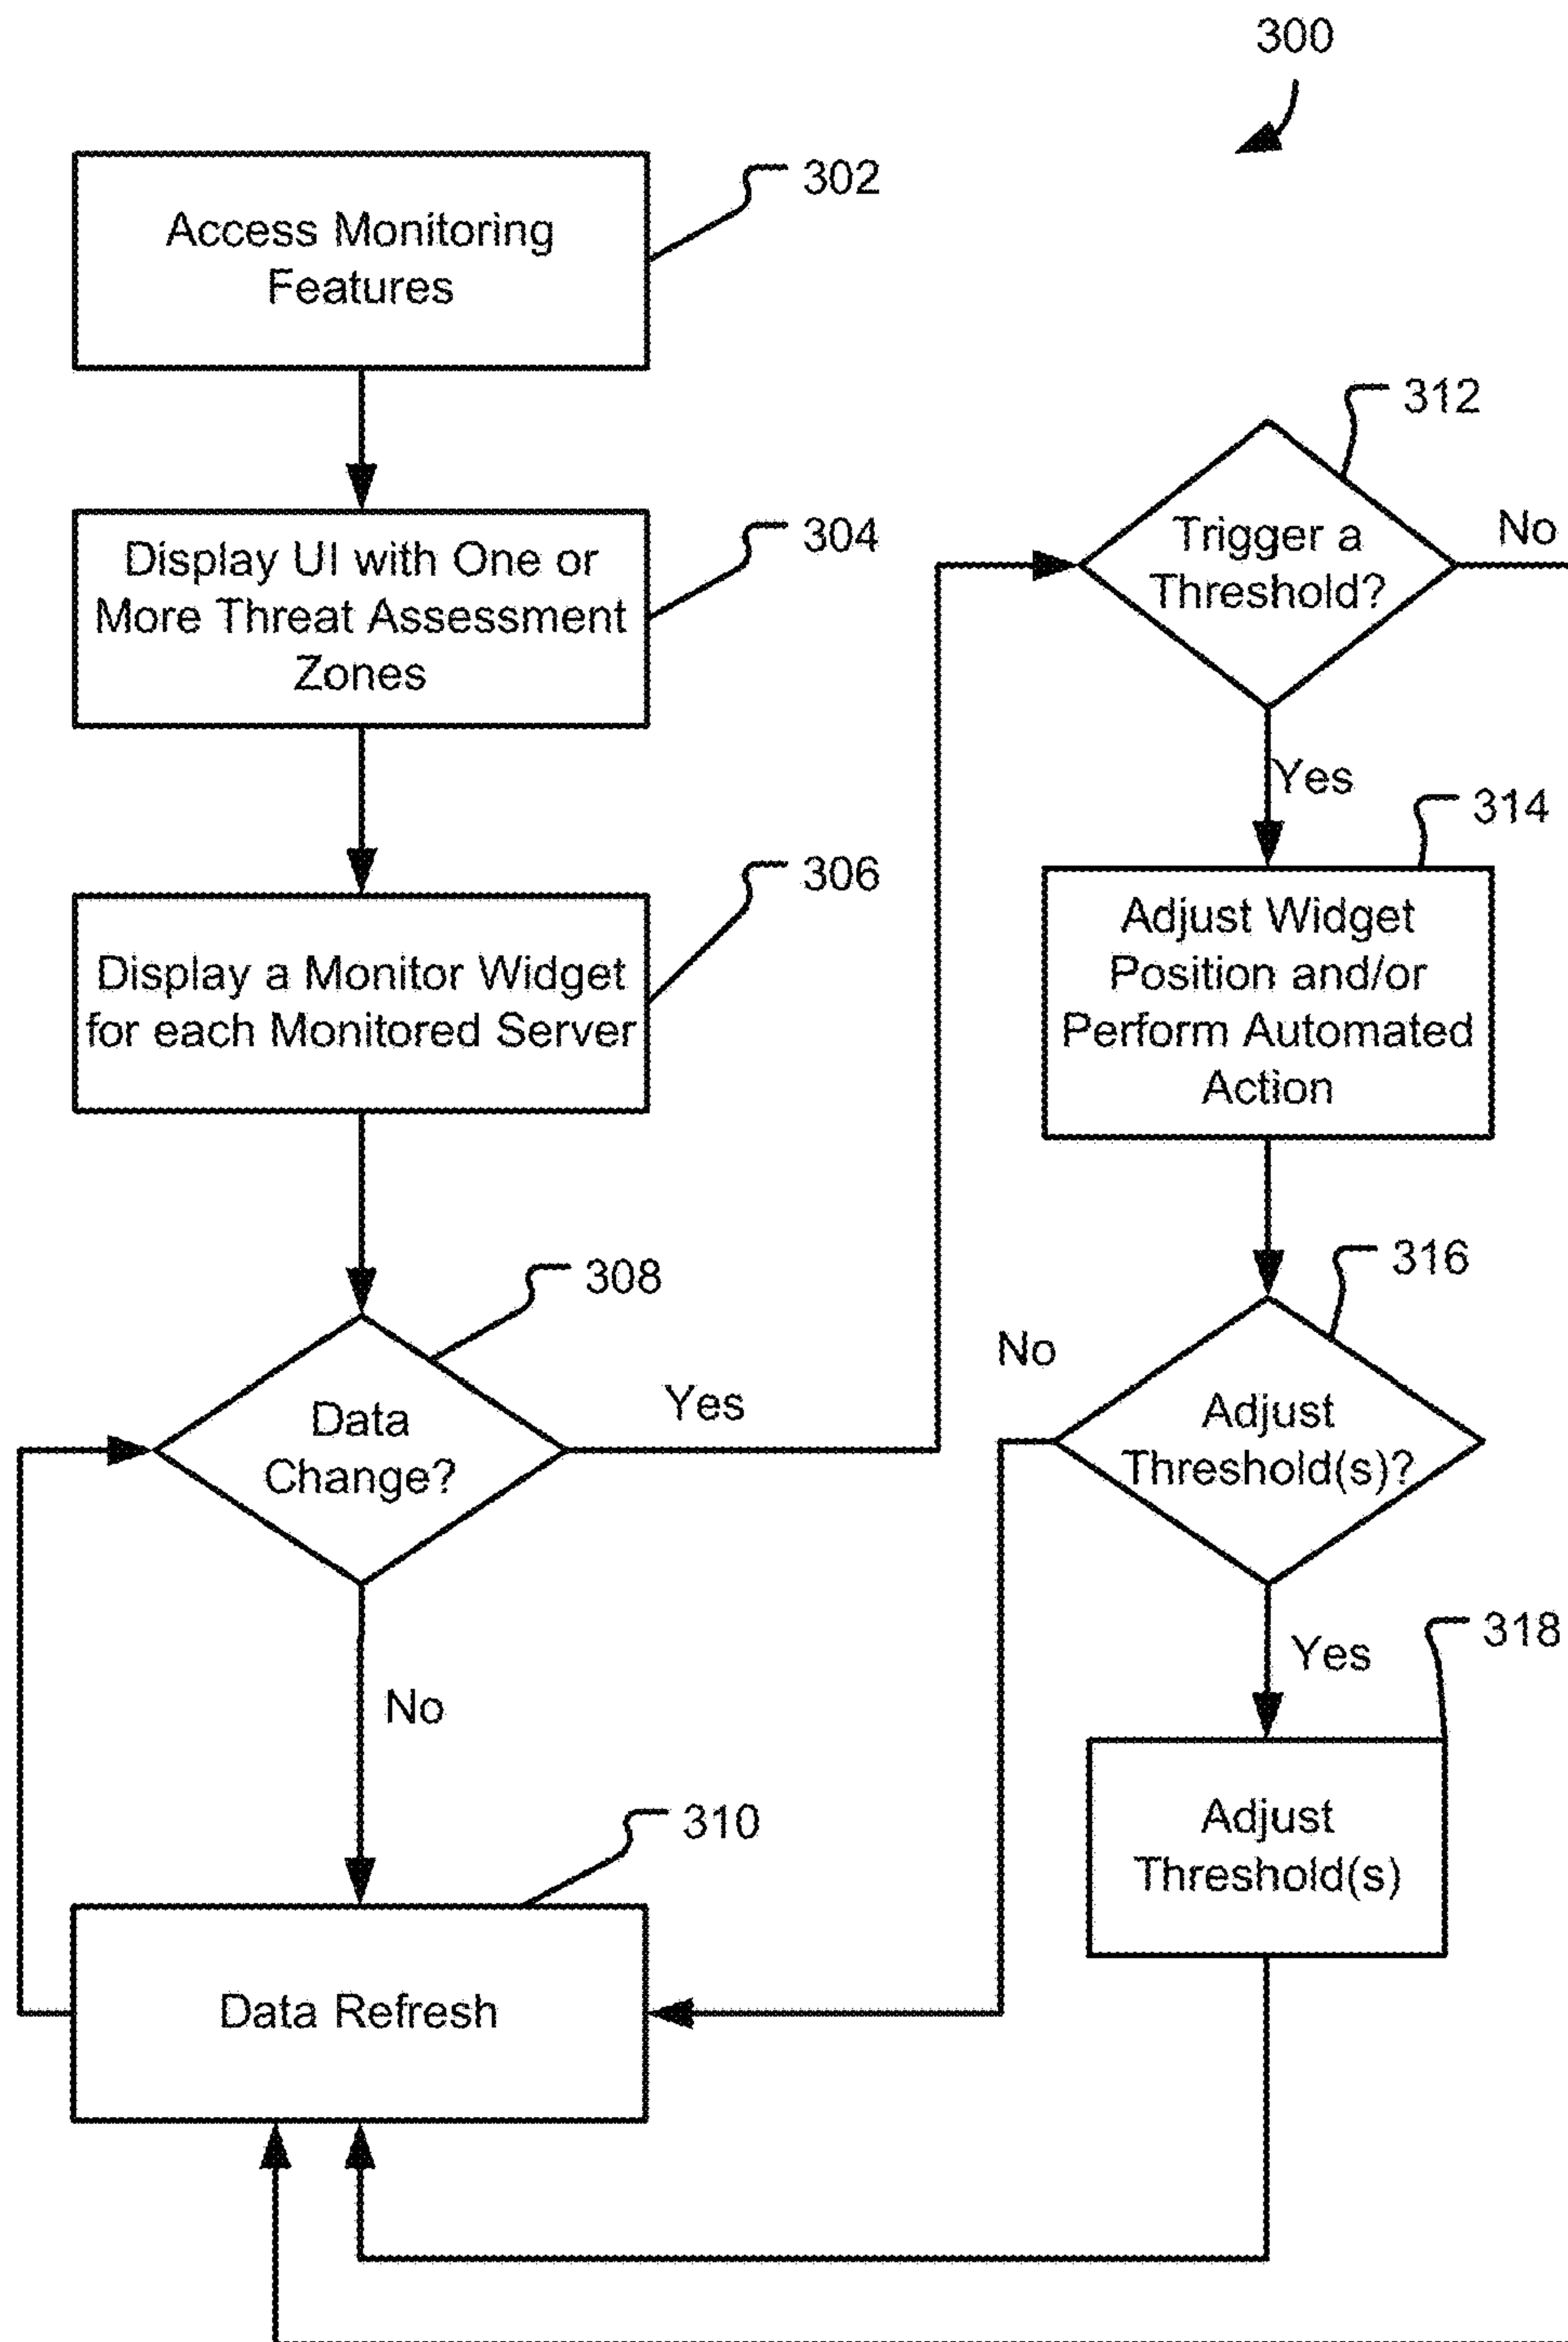 300
302
Access Monitoring
Features
304
Display UI with One or
More Threat Assessment
Zones
306
Display a Monitor Widget
for each Monitored Server
308
Data
Change?
Yes
No
310
Data Refresh
312
Trigger a
Threshold?
No
Yes
314
Adjust Widget
Position and/or
Perform Automated
Action
316
No
Adjust
Threshold(s)?
Yes
318
Adjust
Threshold(s)